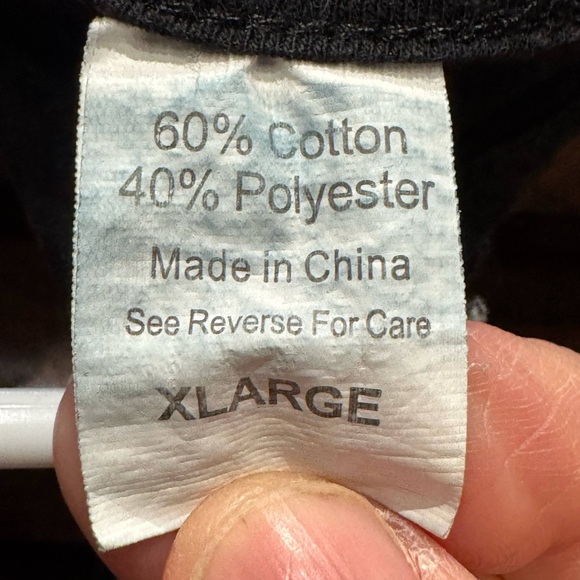 60% Cotton
40% Polyester
Made in China
See Reverse For Care
XLARGE